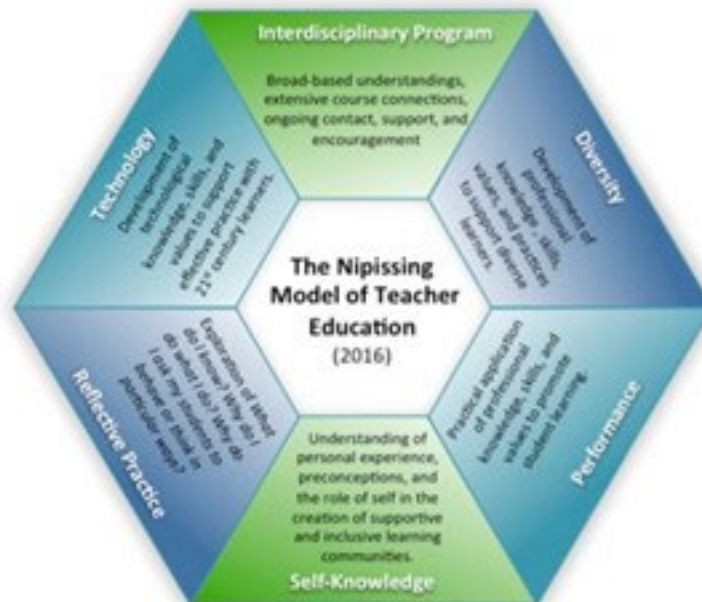 Interdisciplinary Program
Broad-based understandings,
extensive course connections,
ongoing contact, support, and
encouragement
Diversity
Development of
professional
knowledge - skills,
values, and practices
to support diverse
learners.
Performance
Practical application
of professional
knowledge, skills, and
values to promote
student learning.
Understanding of
personal experience,
preconceptions, and
the role of self in the
creation of supportive
and inclusive learning
communities.
Self-Knowledge
Reflective Practice
Exploration of What
do I know? Why do I
do what I do? Why do
I ask my students to
behave or think in
particular ways?
Technology
Development of
technological
knowledge, skills, and
values to support
effective practice with
21st century learners.
The Nipissing
Model of Teacher
Education
(2016)